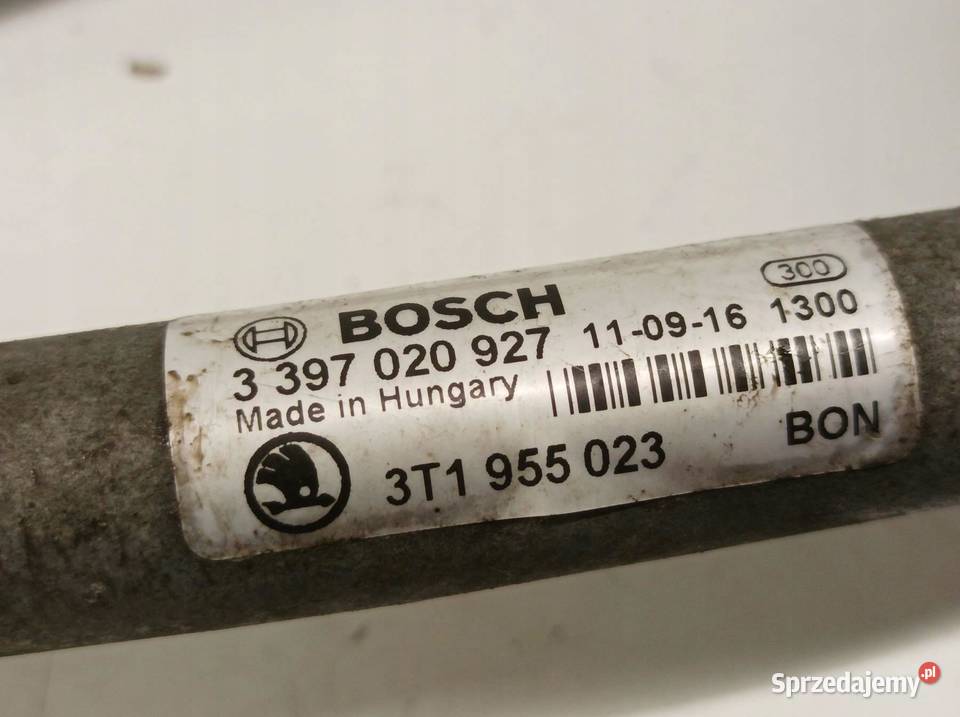 300
BOSCH
3 397 020 927 11-09-16 1300
Made in Hungary
3T1 955 023 BON
Sprzedajemy.pl